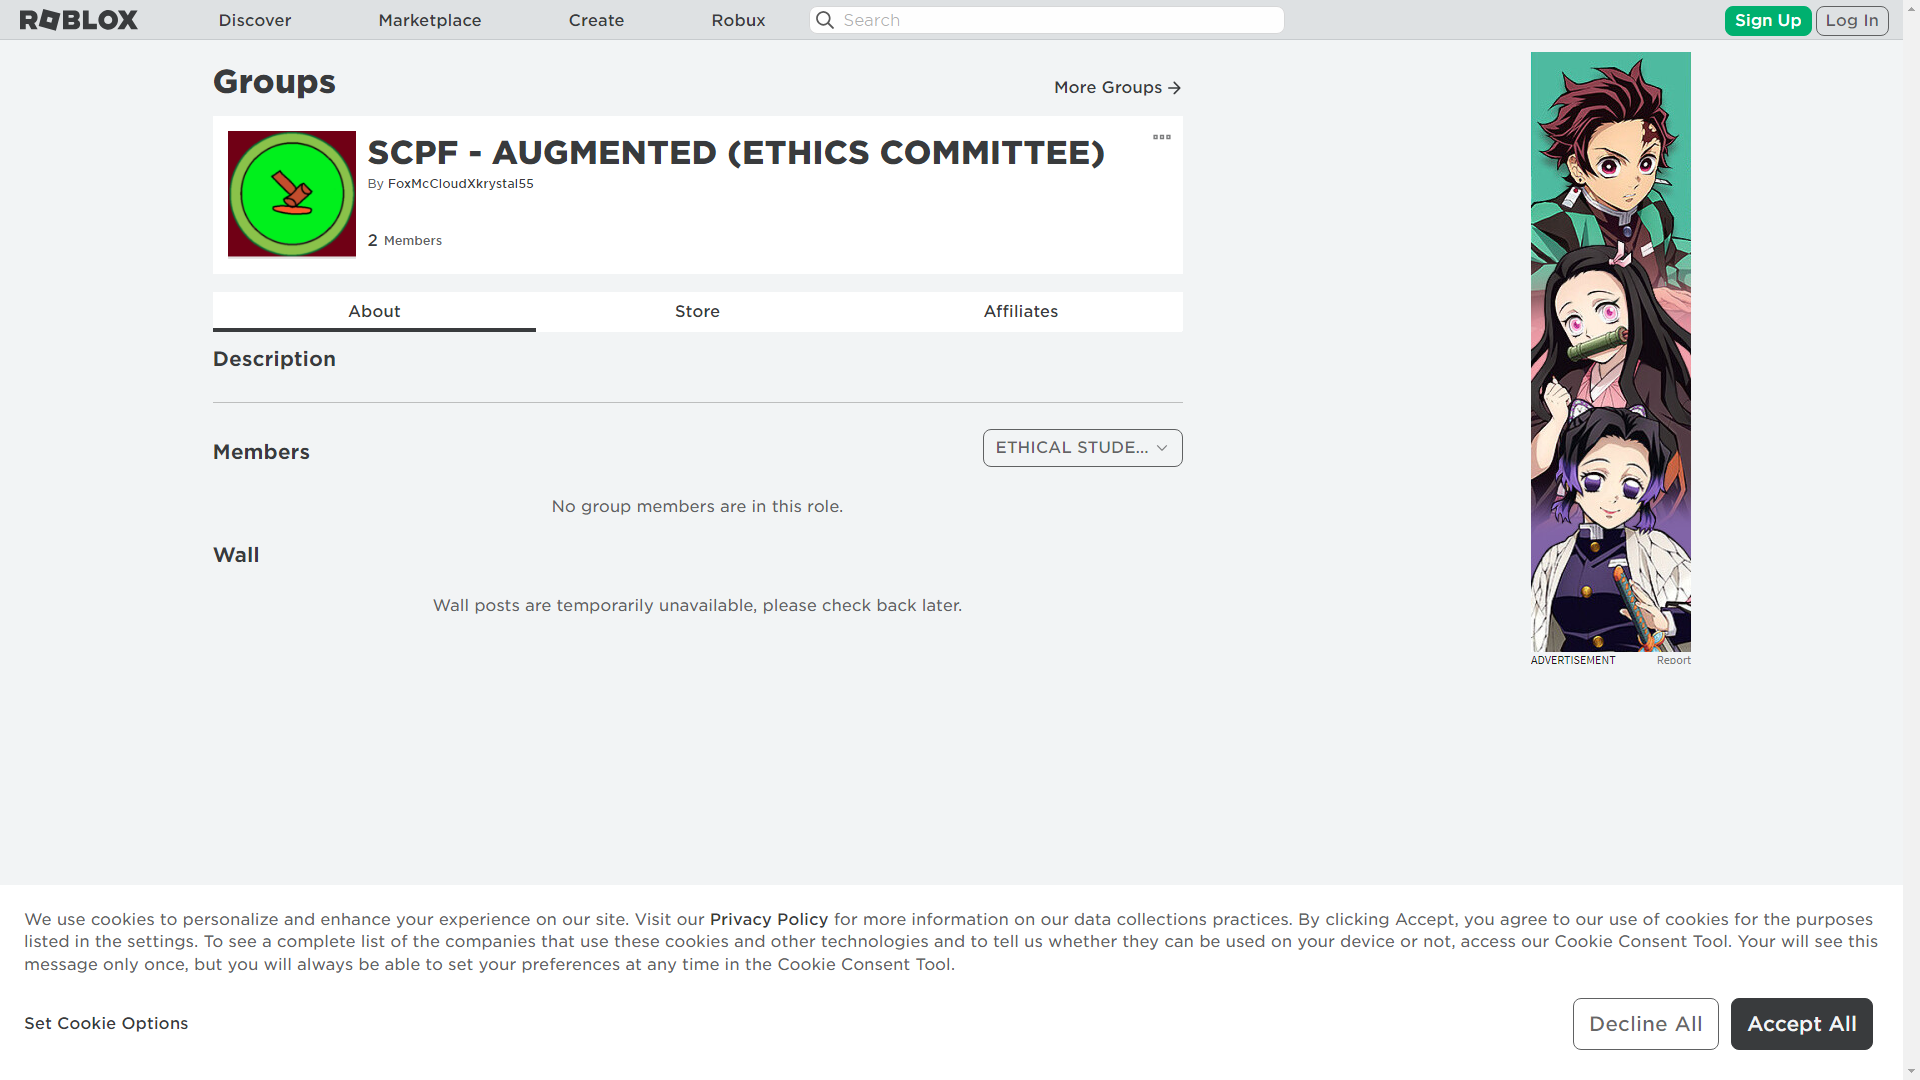 ROBLOX
Discover
Marketplace
Create
Robux
Search
Sign Up
Log In
Groups
More Groups
SCPF - AUGMENTED (ETHICS COMMITTEE)
By FoxMcCloudXkrystal55
2 Members
About
Store
Affiliates
Description
Members
ETHICAL STUDE...
No group members are in this role.
Wall
Wall posts are temporarily unavailable, please check back later.
ADVERTISEMENT
Report
We use cookies to personalize and enhance your experience on our site. Visit our Privacy Policy for more information on our data collections practices. By clicking Accept, you agree to our use of cookies for the purposes
listed in the settings. To see a complete list of the companies that use these cookies and other technologies and to tell us whether they can be used on your device or not, access our Cookie Consent Tool. Your will see this
message only once, but you will always be able to set your preferences at any time in the Cookie Consent Tool.
Set Cookie Options
Decline All
Accept All